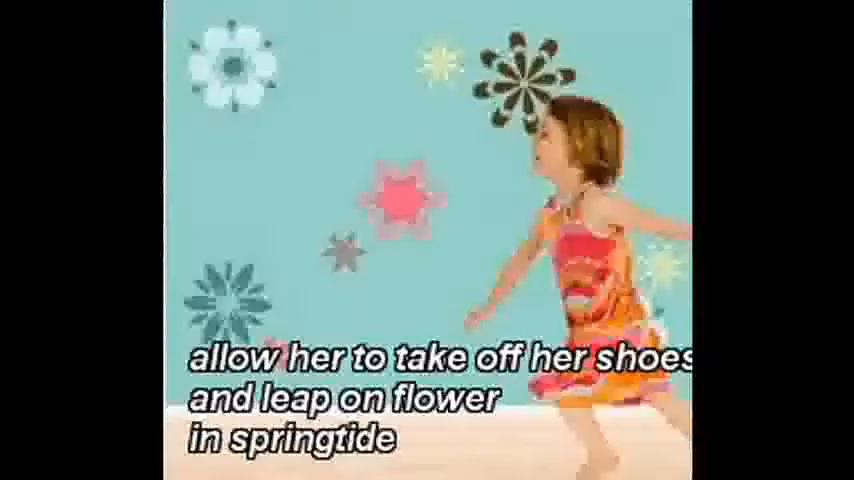 allow her to take off her shoes
and leap on flower
in springtide